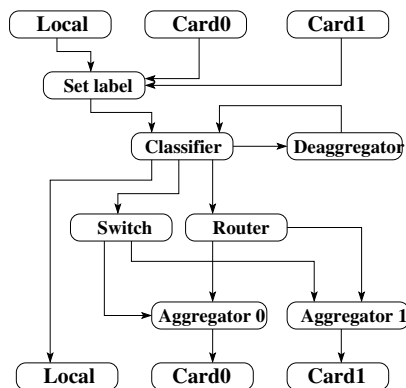 Local
Card0
Card1
Set label
Classifier
Deaggregator
Switch
Router
Aggregator 0
Aggregator 1
Local
Card0
Card1